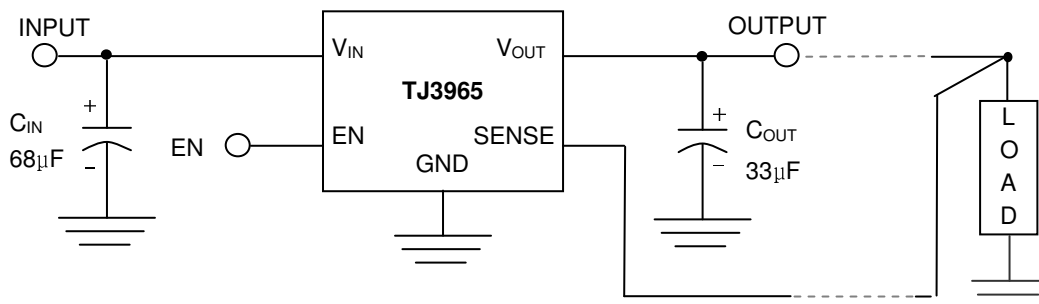 INPUT
OUTPUT
VIN
VOUT
TJ3965
EN
SENSE
GND
EN
+
CIN
68µF
−
+
COUT
33µF
−
L
O
A
D